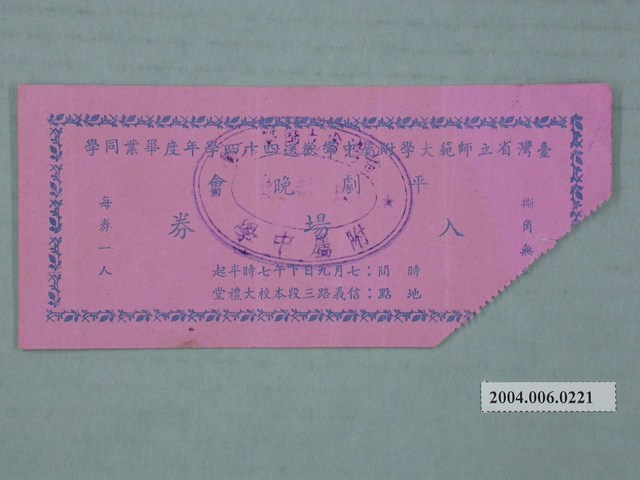 臺灣省立師範大學附屬中學歡送四十四學年度畢業同學
平劇晚會
入場券
時間：七月九日下午七時半起
地點：信義路三段本校大禮堂
撕角無
每券一人
附屬中學
2004.006.0221